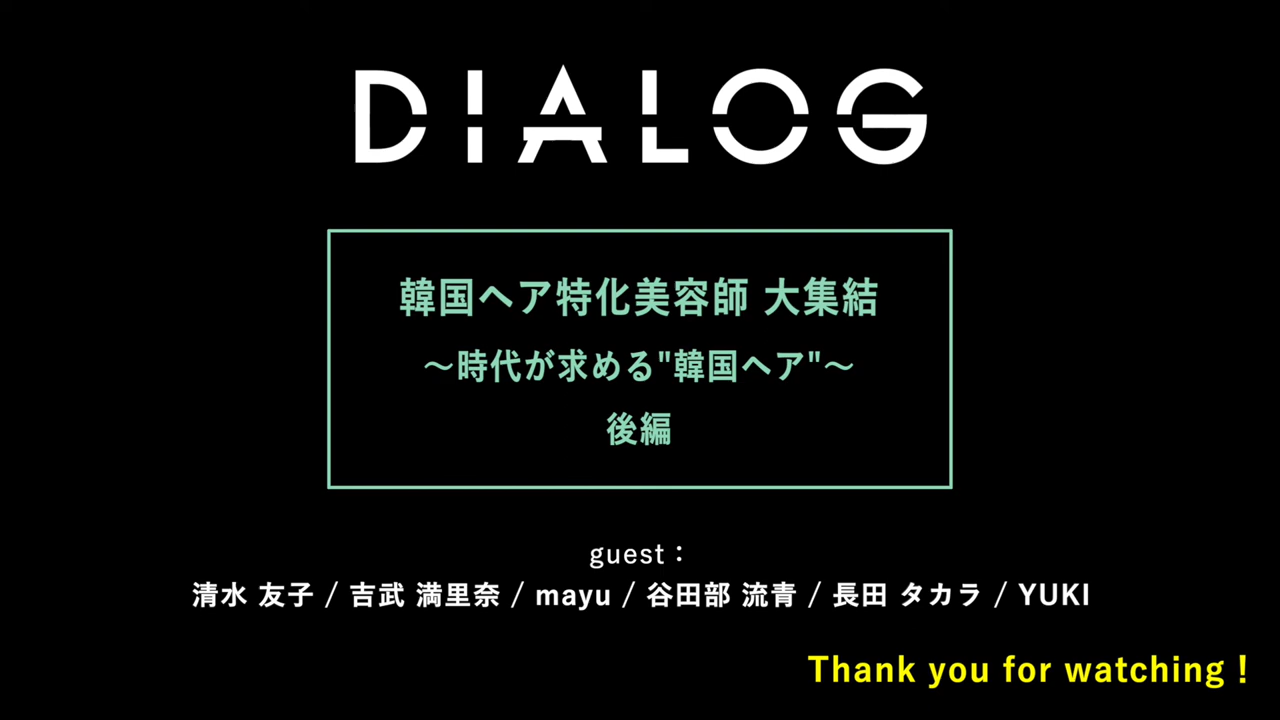 DIALOG
韓国ヘア特化美容師 大集結
～時代が求める"韓国ヘア"～
後編
guest：
清水 友子 / 吉武 満里奈 / mayu / 谷田部 流青 / 長田 タカラ / YUKI
Thank you for watching !